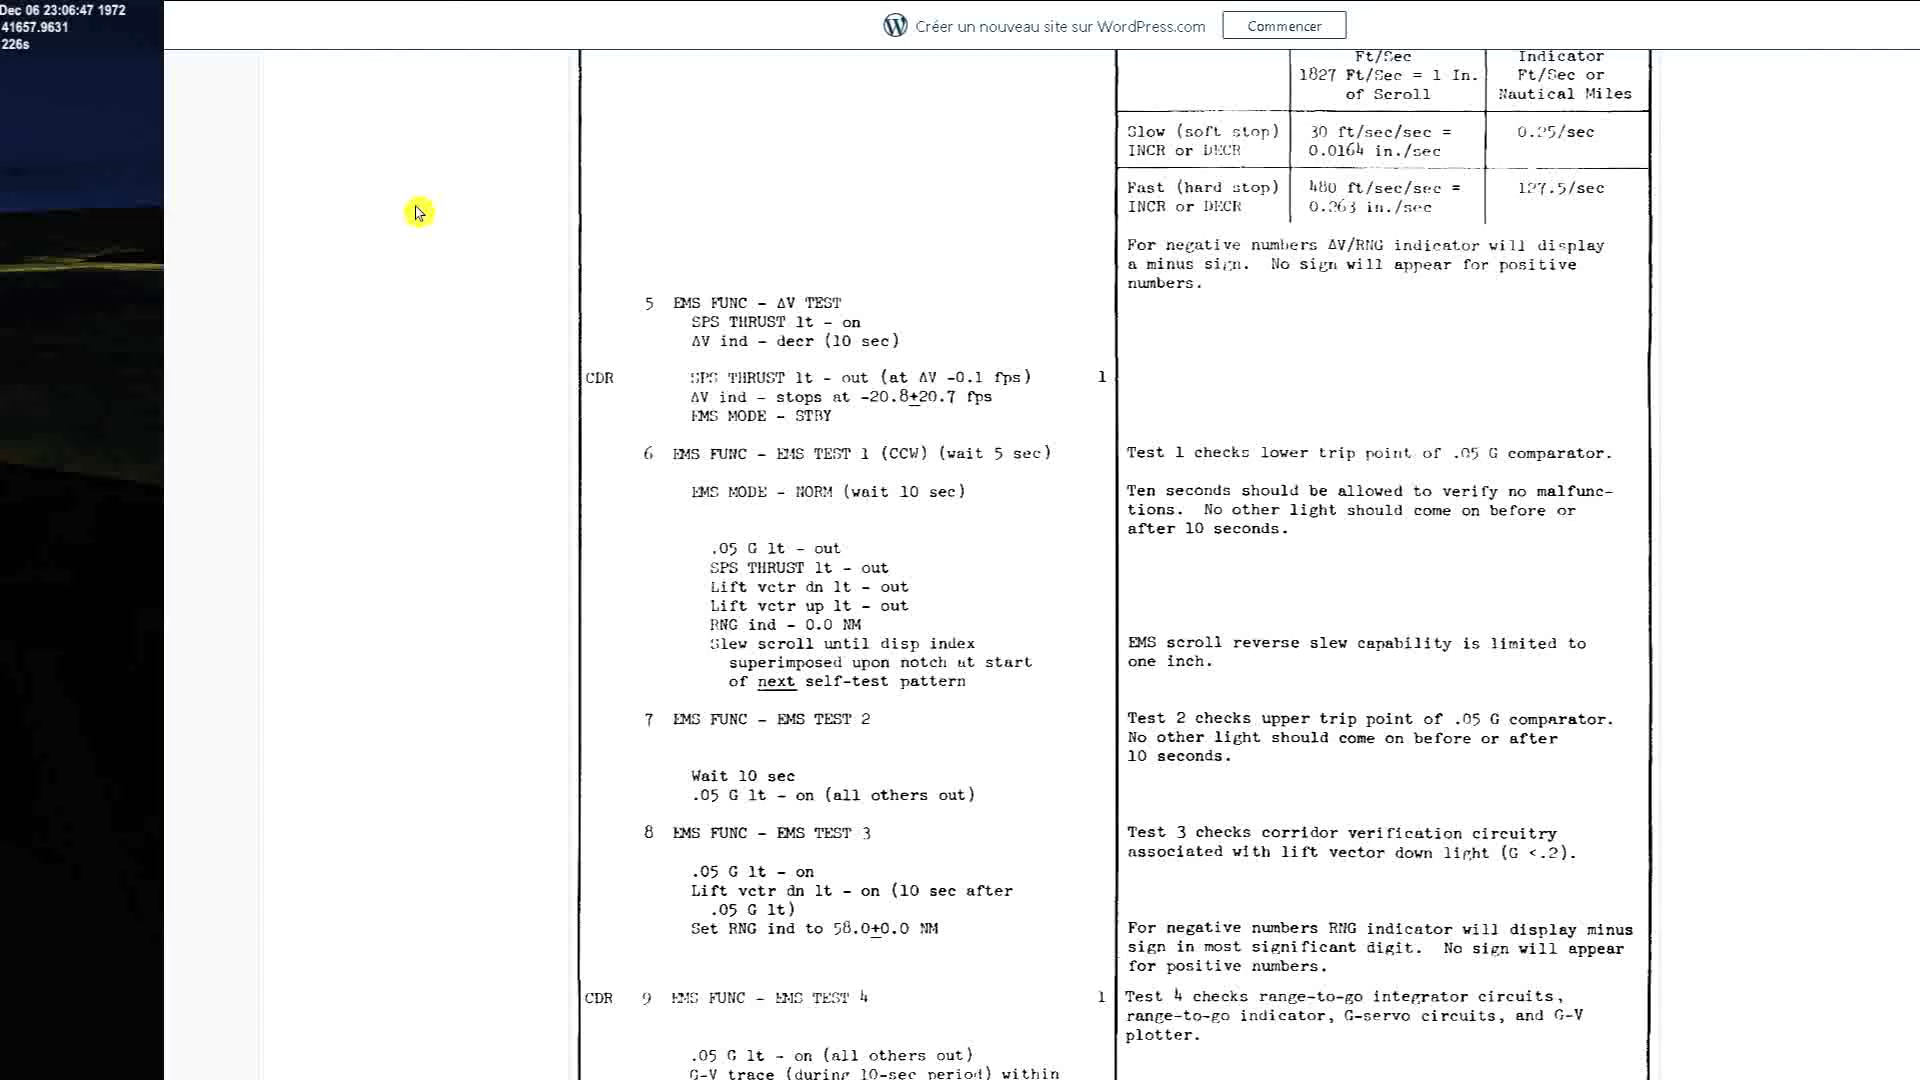 Dec 06 23:06:47 1972
41657.9631
226s
Créer un nouveau site sur WordPress.com
Commencer
Ft/Sec
1827 Ft/Sec = 1 In.
of Scroll
Indicator
Ft/Sec or
Nautical Miles
Slow (soft stop)
INCR or DECR
30 ft/sec/sec =
0.0164 in./sec
0.25/sec
Fast (hard stop)
INCR or DECR
480 ft/sec/sec =
0.263 in./sec
127.5/sec
For negative numbers ΔV/RNG indicator will display
a minus sign. No sign will appear for positive
numbers.
5 EMS FUNC - ΔV TEST
SPS THRUST lt - on
ΔV ind - decr (10 sec)
CDR SPS THRUST lt - out (at ΔV -0.1 fps) 1
ΔV ind - stops at -20.8±20.7 fps
EMS MODE - STBY
6 EMS FUNC - EMS TEST 1 (CCW) (wait 5 sec)
Test 1 checks lower trip point of .05 G comparator.
EMS MODE - NORM (wait 10 sec)
Ten seconds should be allowed to verify no malfunc-
tions. No other light should come on before or
after 10 seconds.
.05 G lt - out
SPS THRUST lt - out
Lift vctr dn lt - out
Lift vctr up lt - out
RNG ind - 0.0 NM
Slew scroll until disp index
superimposed upon notch at start
of next self-test pattern
EMS scroll reverse slew capability is limited to
one inch.
7 EMS FUNC - EMS TEST 2
Test 2 checks upper trip point of .05 G comparator.
No other light should come on before or after
10 seconds.
Wait 10 sec
.05 G lt - on (all others out)
8 EMS FUNC - EMS TEST 3
Test 3 checks corridor verification circuitry
associated with lift vector down light (G <.2).
.05 G lt - on
Lift vctr dn lt - on (10 sec after
.05 G lt)
Set RNG ind to 58.0±0.0 NM
For negative numbers RNG indicator will display minus
sign in most significant digit. No sign will appear
for positive numbers.
CDR 9 EMS FUNC - EMS TEST 4 1
Test 4 checks range-to-go integrator circuits,
range-to-go indicator, G-servo circuits, and G-V
plotter.
.05 G lt - on (all others out)
G-V trace (during 10-sec period) within